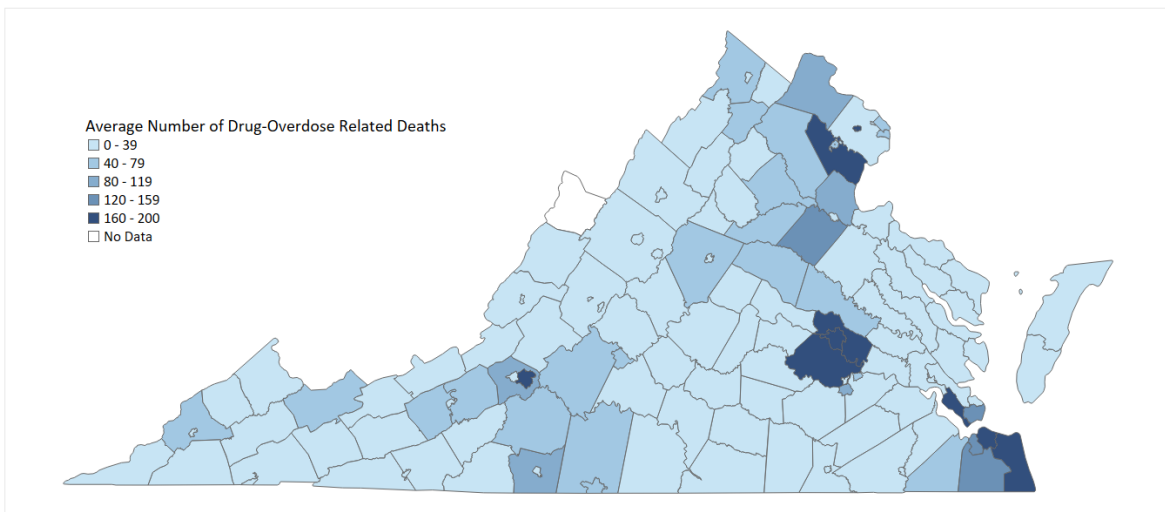 Average Number of Drug-Overdose Related Deaths
0 - 39
40 - 79
80 - 119
120 - 159
160 - 200
No Data